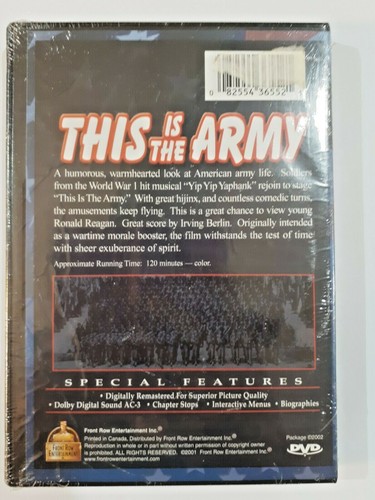 0 82554 36552
THIS IS THE ARMY
A humorous, warmhearted look at American army life. Soldiers
from the World War 1 hit musical "Yip Yip Yaphank" rejoin to stage
"This Is The Army." With great hijinx, and countless comedic turns,
the amusements keep flying. This is a great chance to view young
Ronald Reagan. Great score by Irving Berlin. Originally intended
as a wartime morale booster, the film withstands the test of time
with sheer exuberance of spirit.
Approximate Running Time: 120 minutes — color.
SPECIAL FEATURES
• Digitally Remastered For Superior Picture Quality
• Dolby Digital Sound AC-3 • Chapter Stops • Interactive Menus • Biographies
Front Row Entertainment Inc.®
Printed in Canada, Distributed by Front Row Entertainment Inc.®
Reproduction in whole or in part without written permission of copyright owner
is prohibited. ALL RIGHTS RESERVED. ©2001 Front Row Entertainment Inc.®
www.frontrowentertainment.com
FRONT ROW
ENTERTAINMENT
Package ©2002
DVD